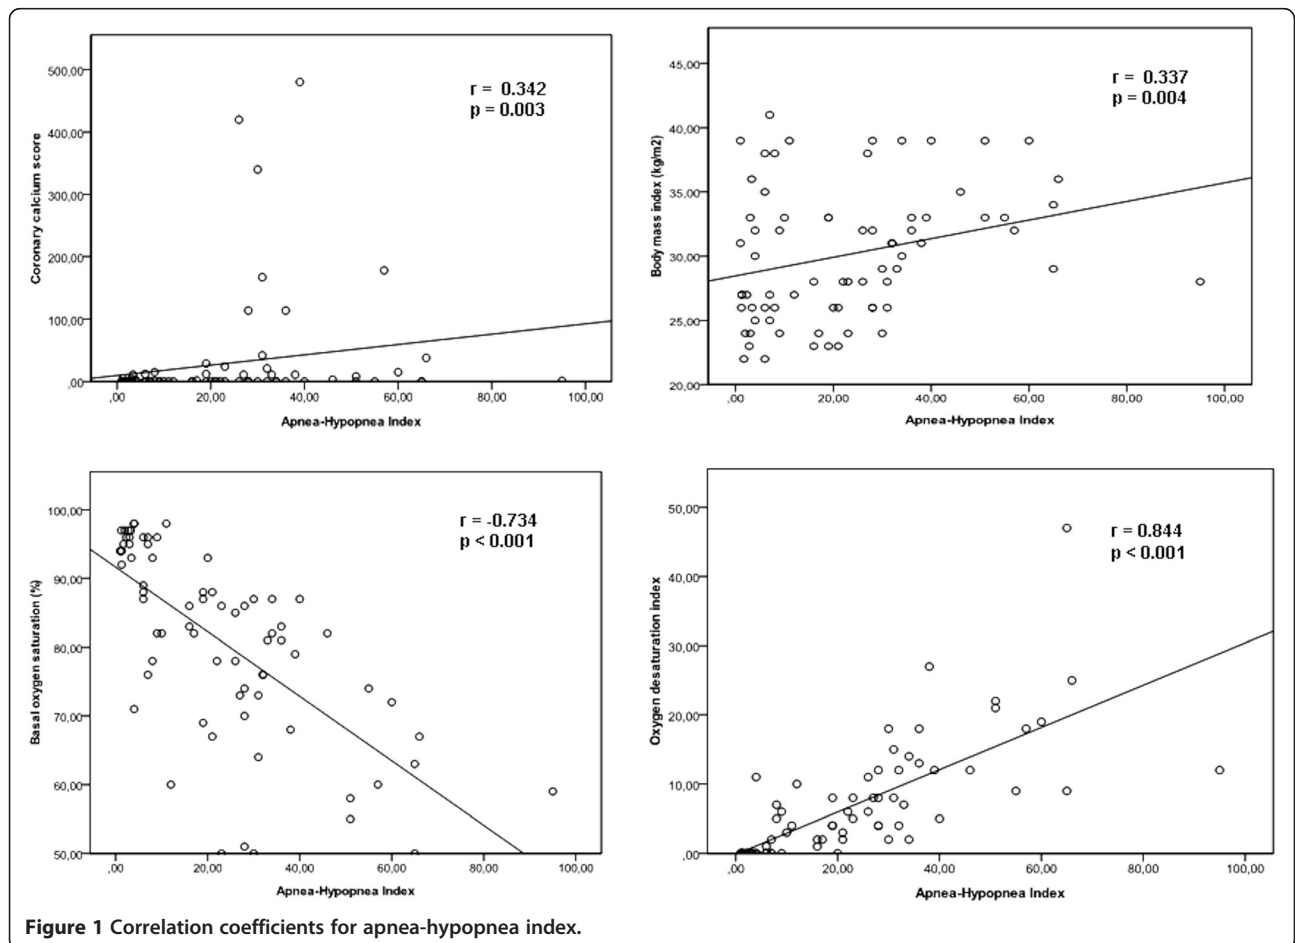 500,00
400,00
300,00
200,00
100,00
,00
Coronary calcium score
r = 0.342
p = 0.003
,00 20,00 40,00 60,00 80,00 100,00
Apnea-Hypopnea Index
45,00
40,00
35,00
30,00
25,00
20,00
Body mass index (kg/m2)
r = 0.337
p = 0.004
,00 20,00 40,00 60,00 80,00 100,00
Apnea-Hypopnea Index
100,00
90,00
80,00
70,00
60,00
50,00
Basal oxygen saturation (%)
r = -0.734
p < 0.001
,00 20,00 40,00 60,00 80,00 100,00
Apnea-Hypopnea Index
50,00
40,00
30,00
20,00
10,00
,00
Oxygen desaturation index
r = 0.844
p < 0.001
,00 20,00 40,00 60,00 80,00 100,00
Apnea-Hypopnea Index
Figure 1 Correlation coefficients for apnea-hypopnea index.